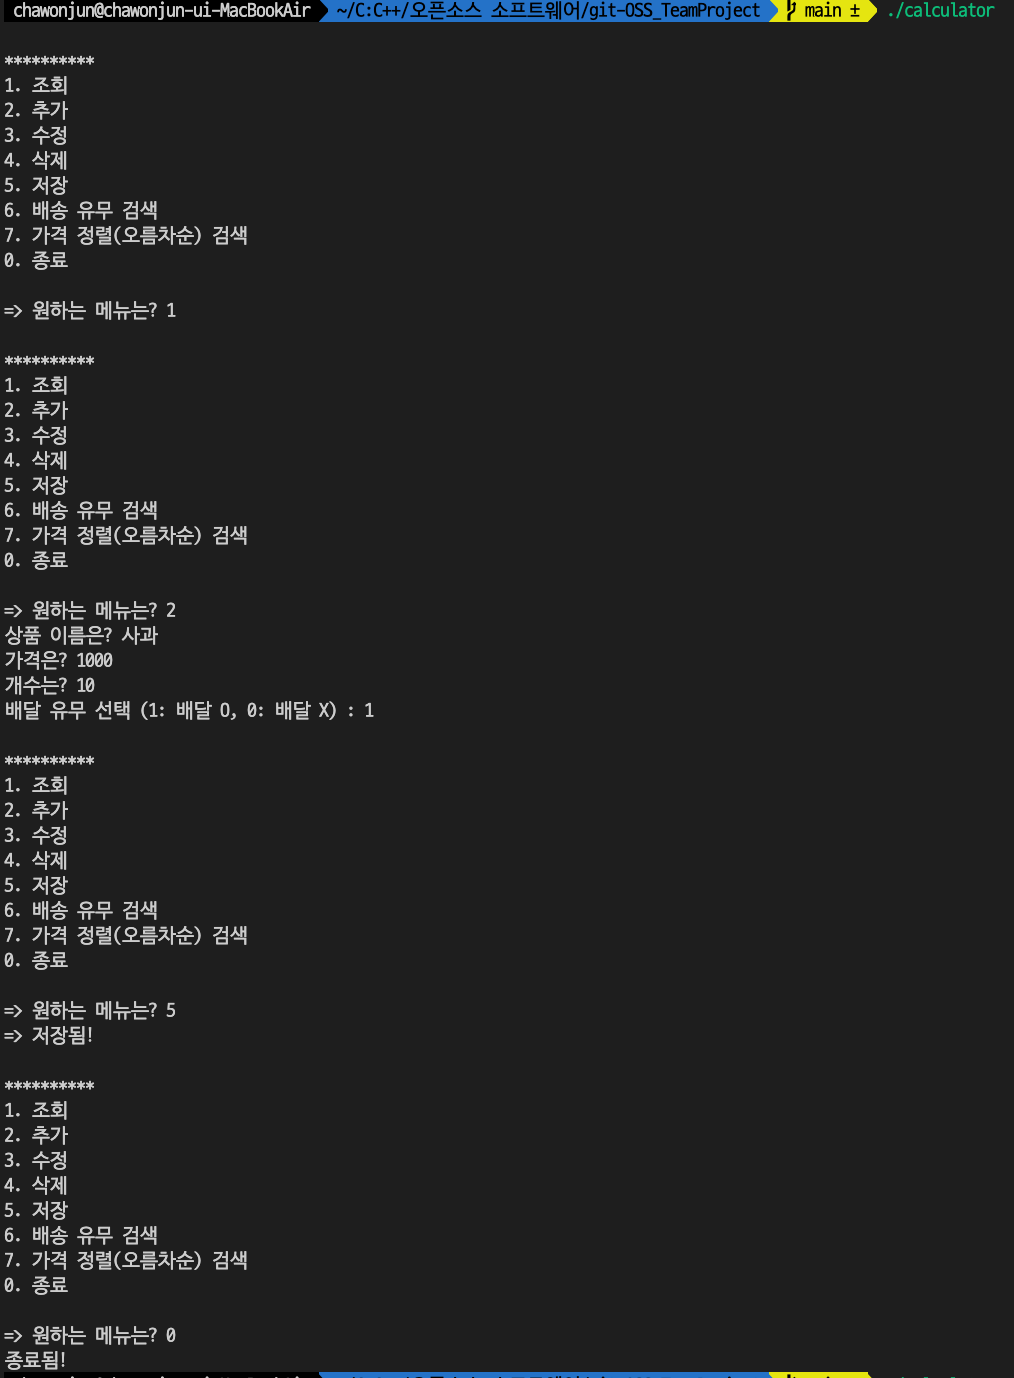 chawonjun@chawonjun-ui-MacBookAir ~/C:C++/오픈소스 소프트웨어/git-OSS_TeamProject main ± ./calculator
**********
1. 조회
2. 추가
3. 수정
4. 삭제
5. 저장
6. 배송 유무 검색
7. 가격 정렬(오름차순) 검색
0. 종료
=> 원하는 메뉴는? 1
**********
1. 조회
2. 추가
3. 수정
4. 삭제
5. 저장
6. 배송 유무 검색
7. 가격 정렬(오름차순) 검색
0. 종료
=> 원하는 메뉴는? 2
상품 이름은? 사과
가격은? 1000
개수는? 10
배달 유무 선택 (1: 배달 O, 0: 배달 X) : 1
**********
1. 조회
2. 추가
3. 수정
4. 삭제
5. 저장
6. 배송 유무 검색
7. 가격 정렬(오름차순) 검색
0. 종료
=> 원하는 메뉴는? 5
=> 저장됨!
**********
1. 조회
2. 추가
3. 수정
4. 삭제
5. 저장
6. 배송 유무 검색
7. 가격 정렬(오름차순) 검색
0. 종료
=> 원하는 메뉴는? 0
종료됨!